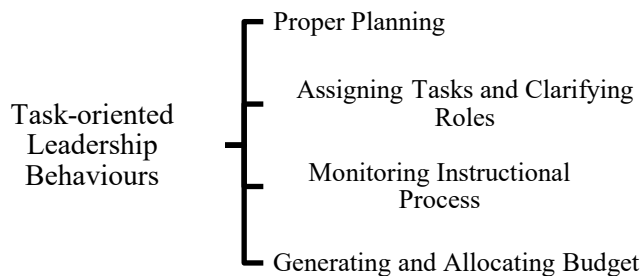 Task-oriented
Leadership
Behaviours
Proper Planning
Assigning Tasks and Clarifying
Roles
Monitoring Instructional
Process
Generating and Allocating Budget